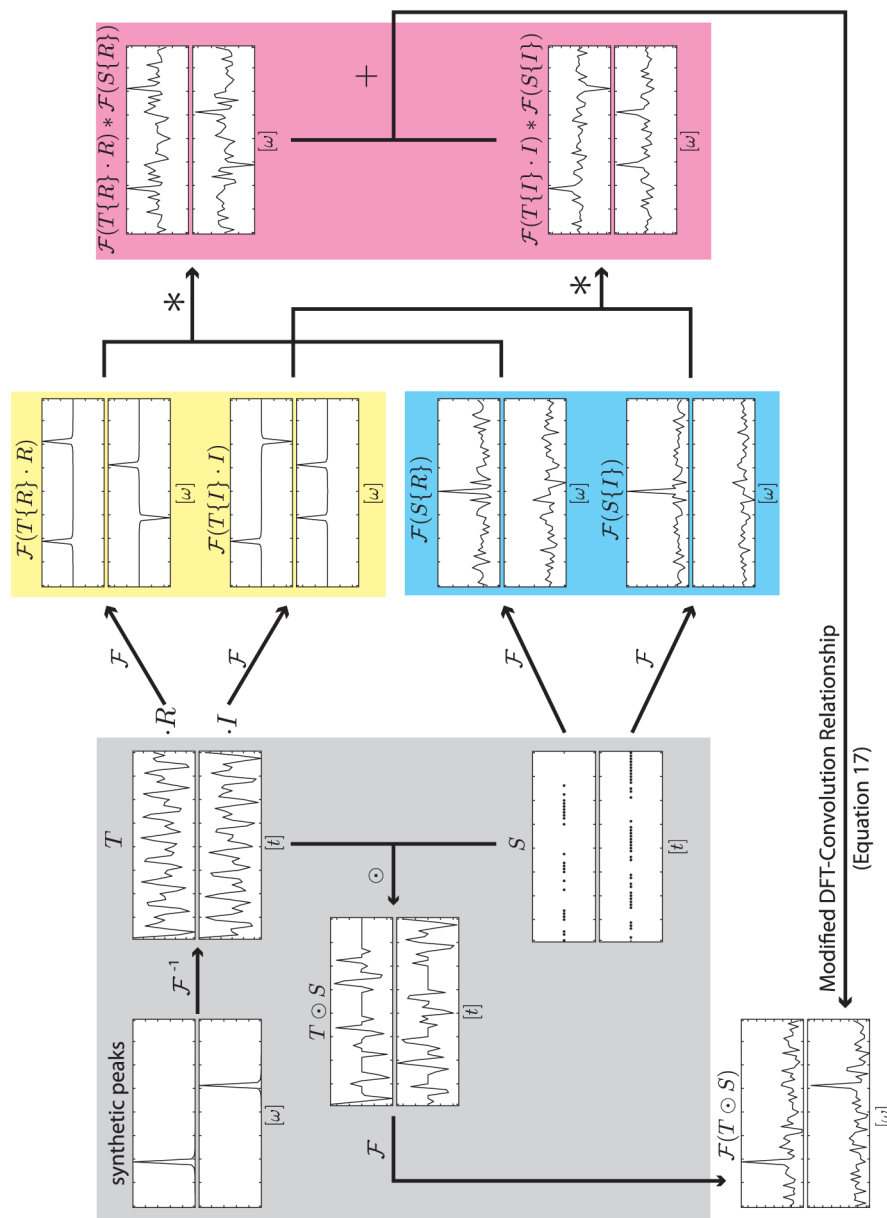 synthetic peaks
[ω]
𝓕⁻¹
T
[t]
·R
·I
𝓕
𝓕
𝓕(T{R} · R)
[ω]
𝓕(T{I} · I)
[ω]
*
𝓕(T{R} · R) * 𝓕(S{R})
[ω]
+
T ⊙ S
[t]
⊙
S
[t]
𝓕
𝓕
𝓕(S{R})
[ω]
𝓕(S{I})
[ω]
*
𝓕(T{I} · I) * 𝓕(S{I})
[ω]
𝓕
𝓕(T ⊙ S)
[ω]
Modified DFT-Convolution Relationship
(Equation 17)